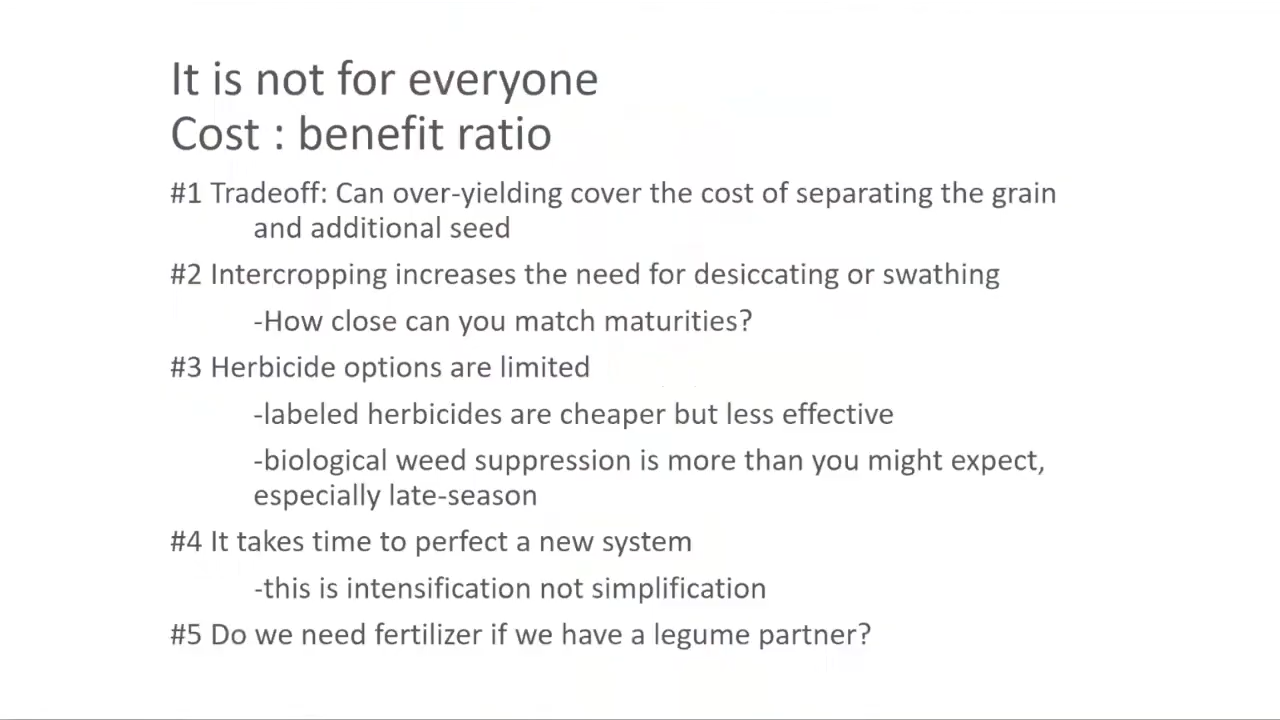 It is not for everyone
Cost : benefit ratio
#1 Tradeoff: Can over-yielding cover the cost of separating the grain
and additional seed
#2 Intercropping increases the need for desiccating or swathing
-How close can you match maturities?
#3 Herbicide options are limited
-labeled herbicides are cheaper but less effective
-biological weed suppression is more than you might expect,
especially late-season
#4 It takes time to perfect a new system
-this is intensification not simplification
#5 Do we need fertilizer if we have a legume partner?